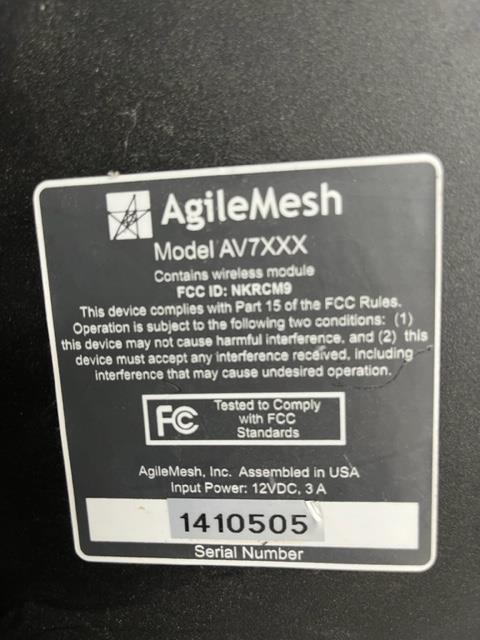 AgileMesh
Model AV7XXX
Contains wireless module
FCC ID: NKRCM9
This device complies with Part 15 of the FCC Rules.
Operation is subject to the following two conditions: (1)
this device may not cause harmful interference, and (2) this
device must accept any interference received, including
interference that may cause undesired operation.
FC
Tested to Comply
with FCC
Standards
AgileMesh, Inc. Assembled in USA
Input Power: 12VDC, 3 A
1410505
Serial Number